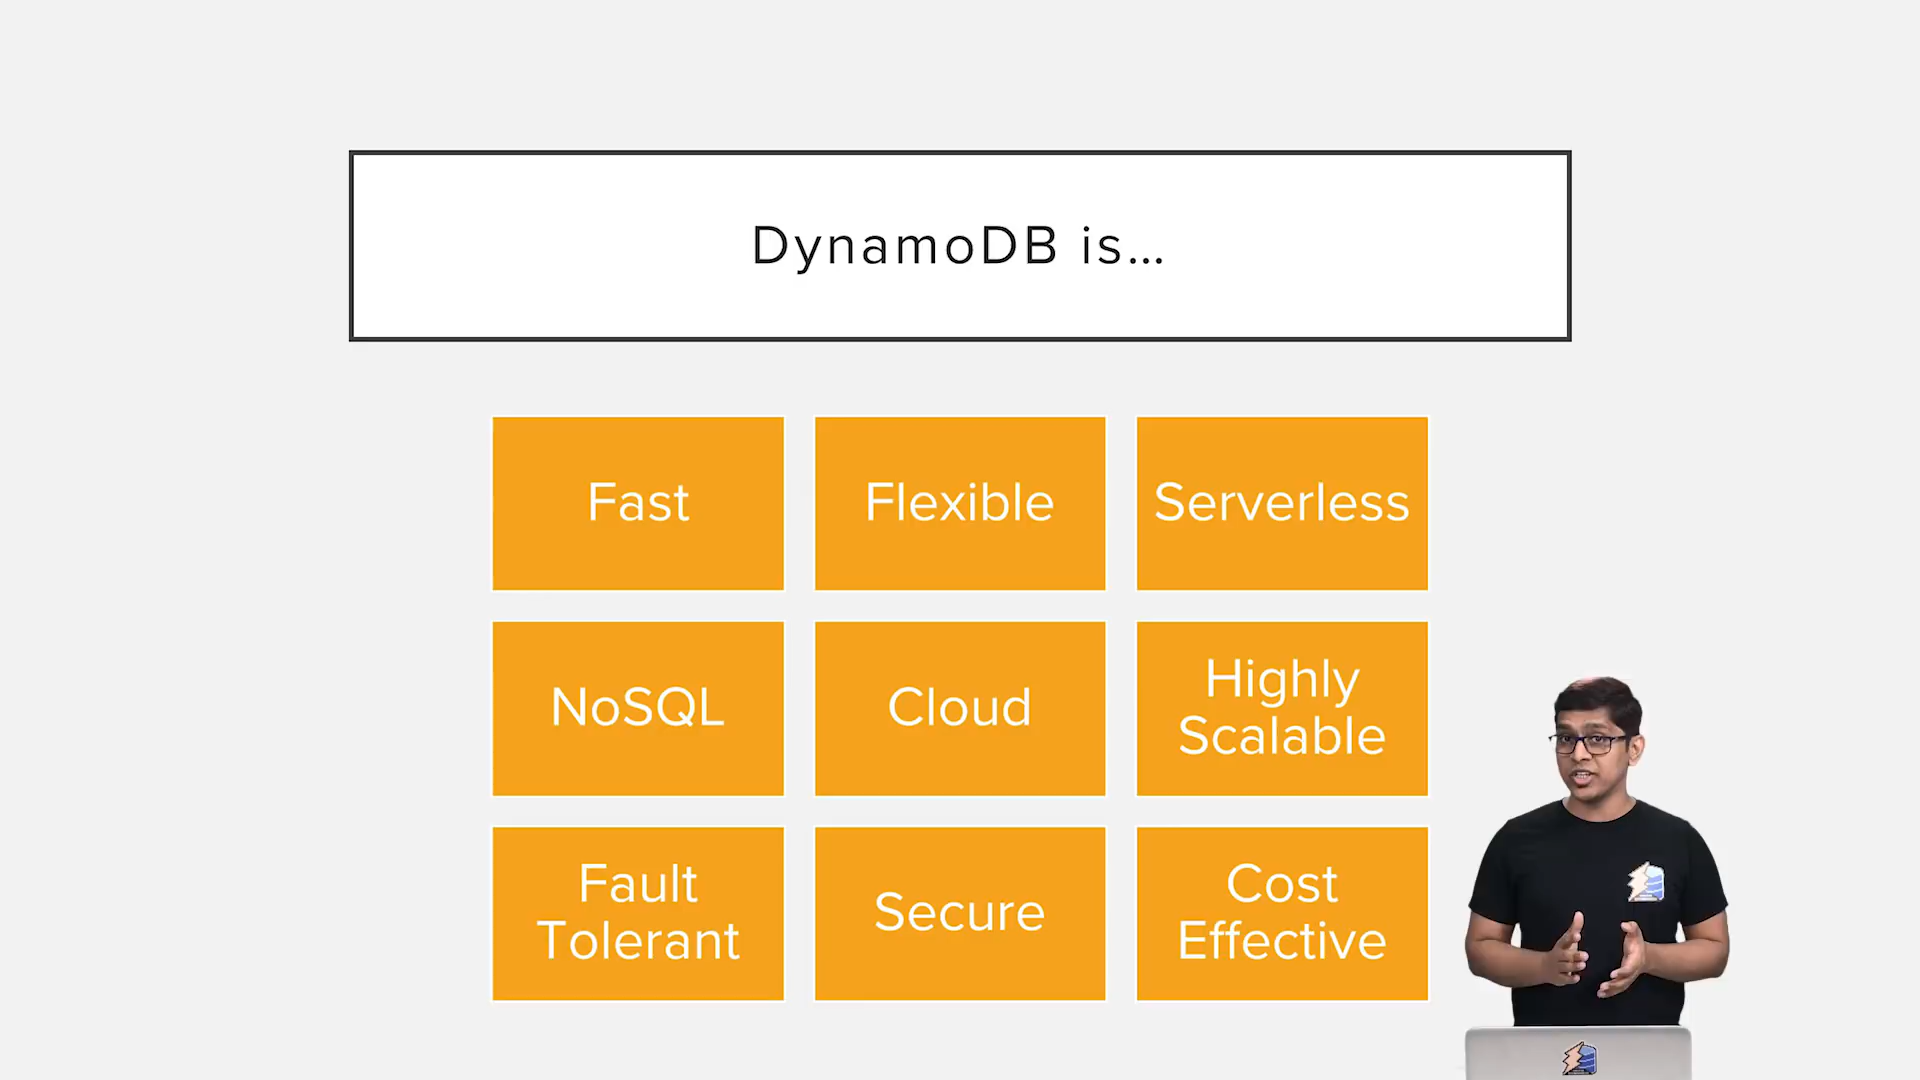 DynamoDB is...
Fast
Flexible
Serverless
NoSQL
Cloud
Highly
Scalable
Fault
Tolerant
Secure
Cost
Effective